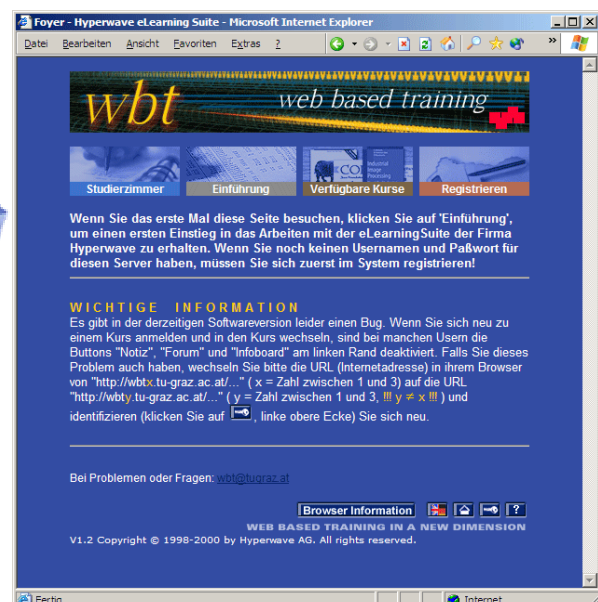 Foyer - Hyperwave eLearning Suite - Microsoft Internet Explorer
Datei Bearbeiten Ansicht Favoriten Extras ?
wbt web based training
Studierzimmer Einführung Verfügbare Kurse Registrieren
Wenn Sie das erste Mal diese Seite besuchen, klicken Sie auf 'Einführung',
um einen ersten Einstieg in das Arbeiten mit der eLearningSuite der Firma
Hyperwave zu erhalten. Wenn Sie noch keinen Usernamen und Paßwort für
diesen Server haben, müssen Sie sich zuerst im System registrieren!
WICHTIGE INFORMATION
Es gibt in der derzeitigen Softwareversion leider einen Bug. Wenn Sie sich neu zu
einem Kurs anmelden und in den Kurs wechseln, sind bei manchen Usern die
Buttons "Notiz", "Forum" und "Infoboard" am linken Rand deaktiviert. Falls Sie dieses
Problem auch haben, wechseln Sie bitte die URL (Internetadresse) in ihrem Browser
von "http://wbtx.tu-graz.ac.at/..." ( x = Zahl zwischen 1 und 3) auf die URL
"http://wbty.tu-graz.ac.at/..." ( y = Zahl zwischen 1 und 3, !!! y ≠ x !!! ) und
identifizieren (klicken Sie auf , linke obere Ecke) Sie sich neu.
Bei Problemen oder Fragen: wbt@tugraz.at
Browser Information ?
WEB BASED TRAINING IN A NEW DIMENSION
V1.2 Copyright © 1998-2000 by Hyperwave AG. All rights reserved.
Fertig Internet